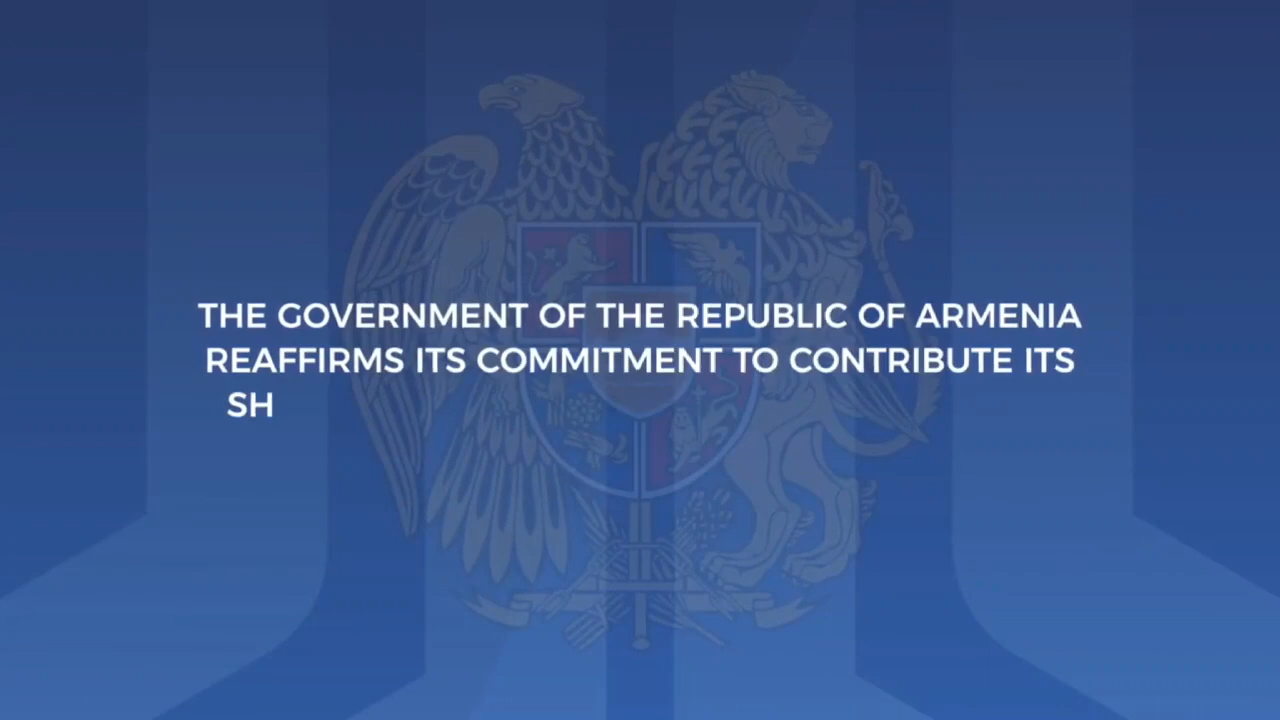 THE GOVERNMENT OF THE REPUBLIC OF ARMENIA
REAFFIRMS ITS COMMITMENT TO CONTRIBUTE ITS
SH